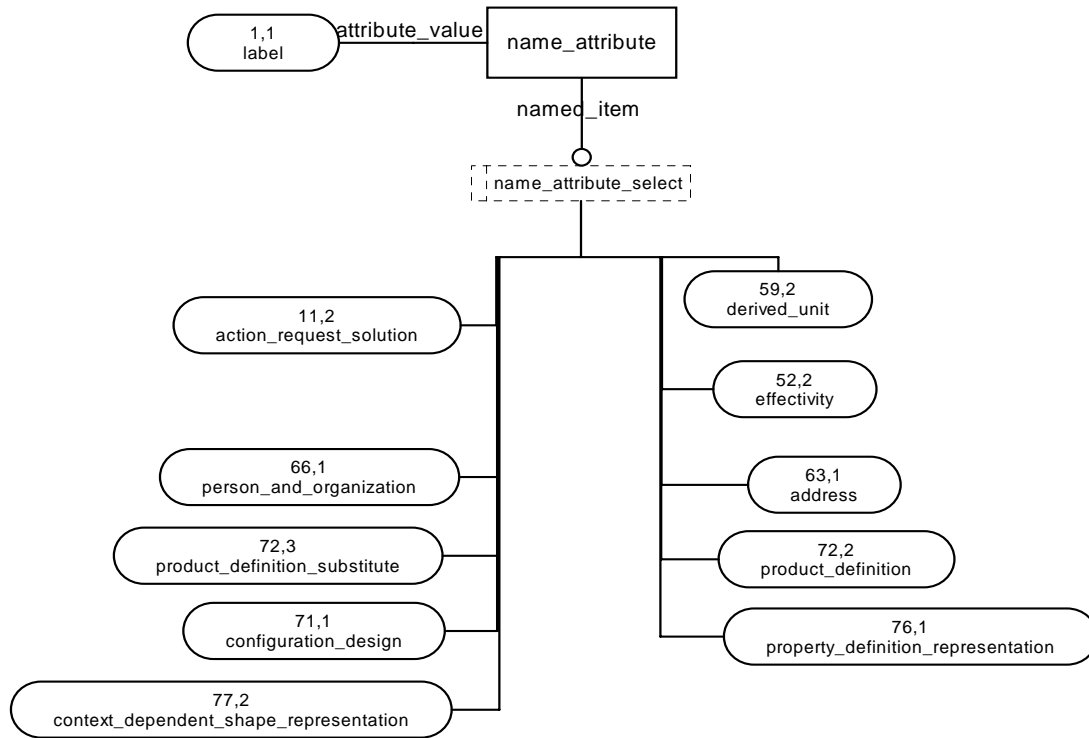 1,1
label
attribute_value
name_attribute
named_item
name_attribute_select
11,2
action_request_solution
66,1
person_and_organization
72,3
product_definition_substitute
71,1
configuration_design
77,2
context_dependent_shape_representation
59,2
derived_unit
52,2
effectivity
63,1
address
72,2
product_definition
76,1
property_definition_representation